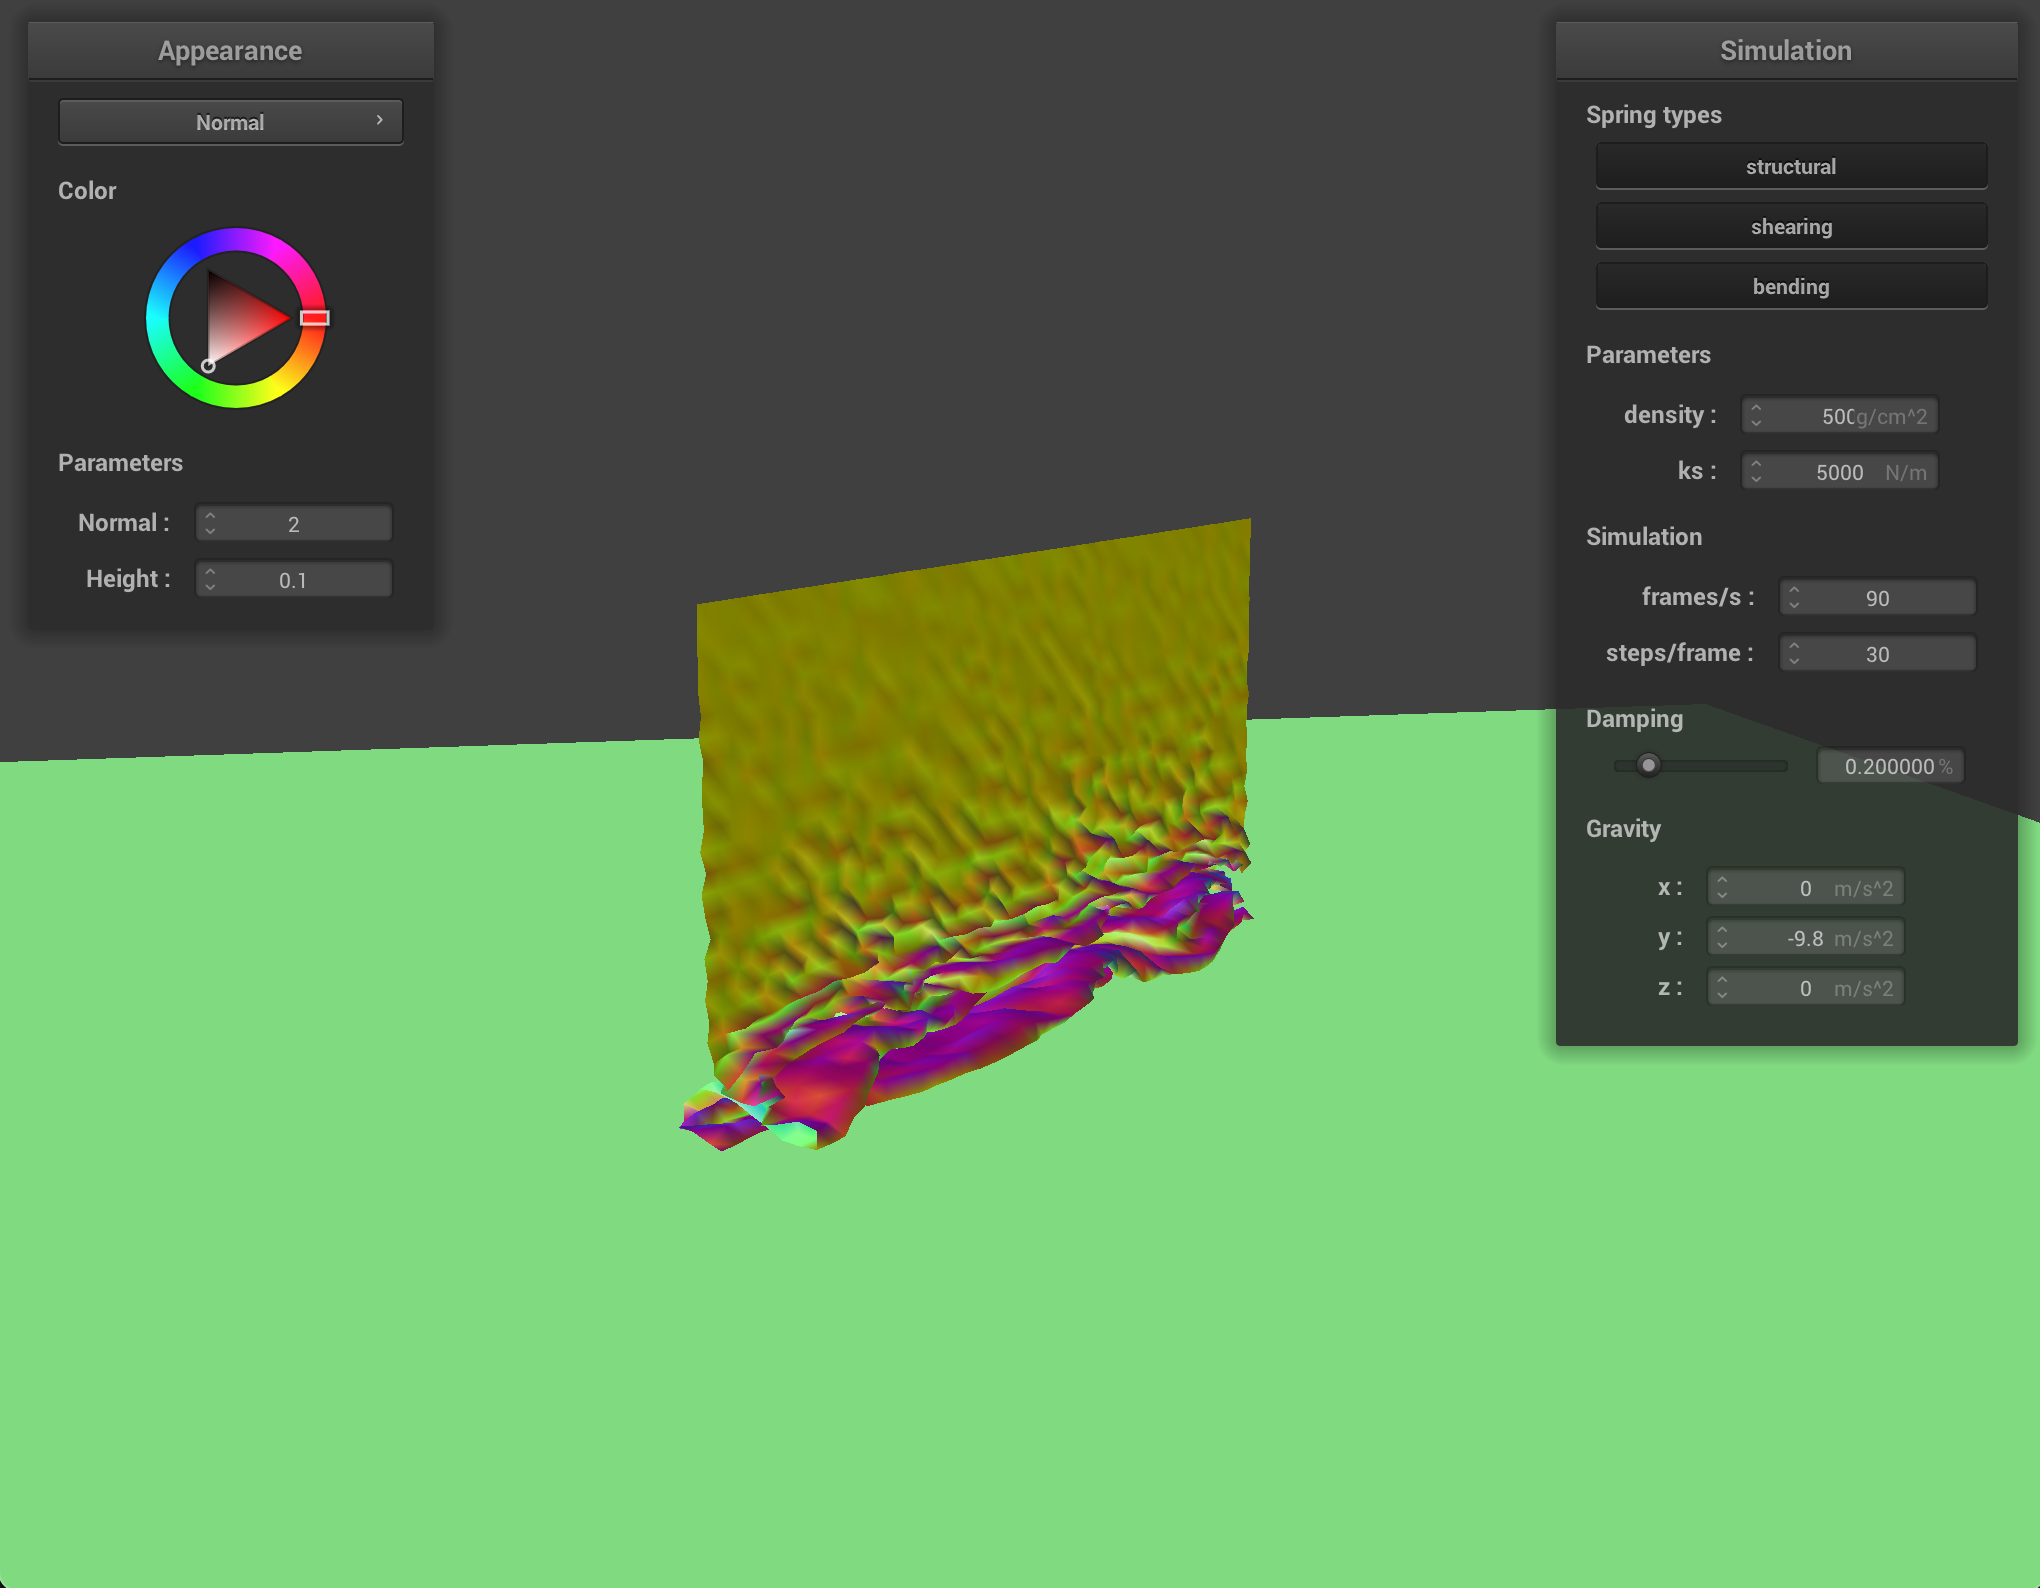 Appearance
Normal
Color
Parameters
Normal : 2
Height : 0.1
Simulation
Spring types
structural
shearing
bending
Parameters
density : 500g/cm^2
ks : 5000 N/m
Simulation
frames/s : 90
steps/frame : 30
Damping
0.200000 %
Gravity
x : 0 m/s^2
y : -9.8 m/s^2
z : 0 m/s^2